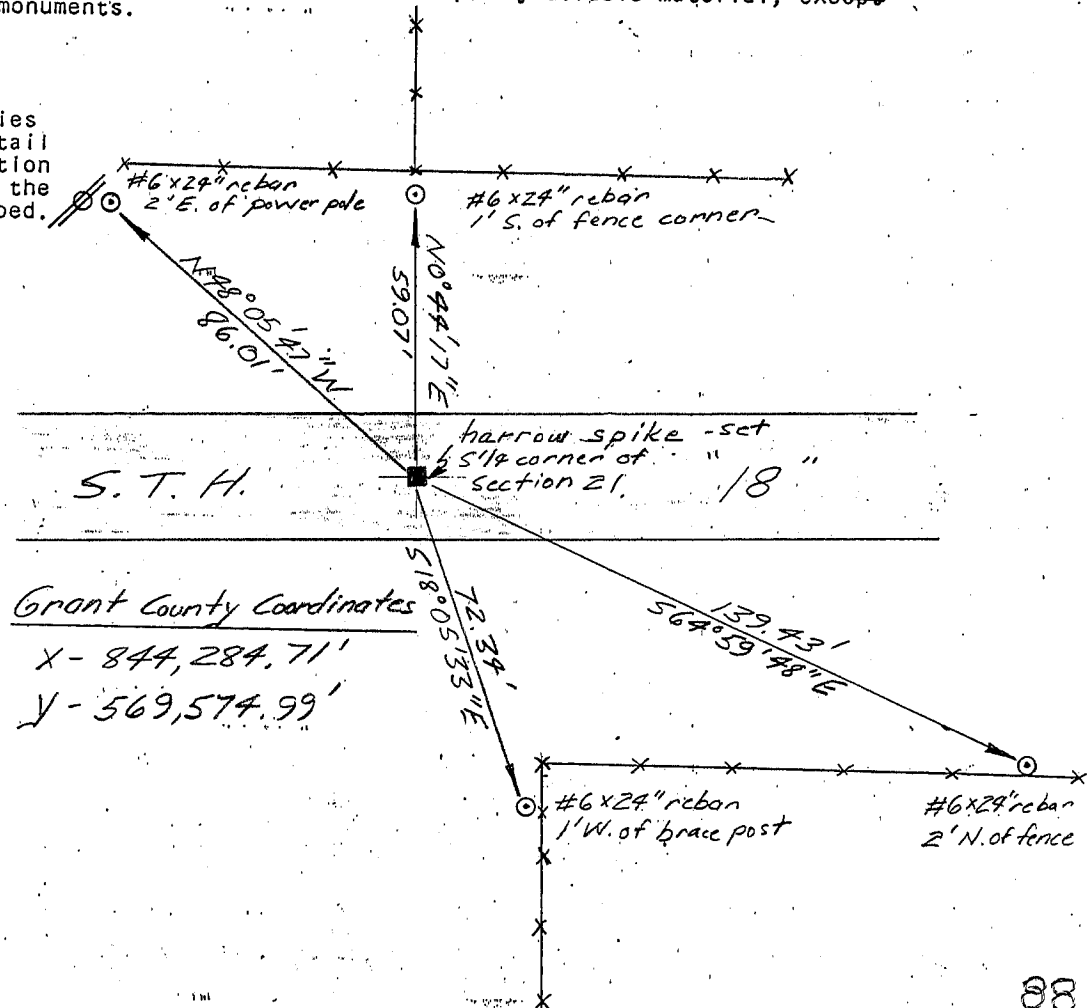 monuments.
material, except
ies
tail
tion
the
bed.
#6x24" rebar
2' E. of power pole
#6x24" rebar
1' S. of fence corner
N48°05'47"W
86.01'
N0°44'17"E
59.07'
harrow spike - set
S1/4 corner of
section 21.
S. T. H. "18"
Grant County Coordinates
X - 844,284.71'
Y - 569,574.99'
S18°05'33"E
72.34'
139.43'
S64°59'48"E
#6x24" rebar
1' W. of brace post
#6x24" rebar
2' N. of fence
88